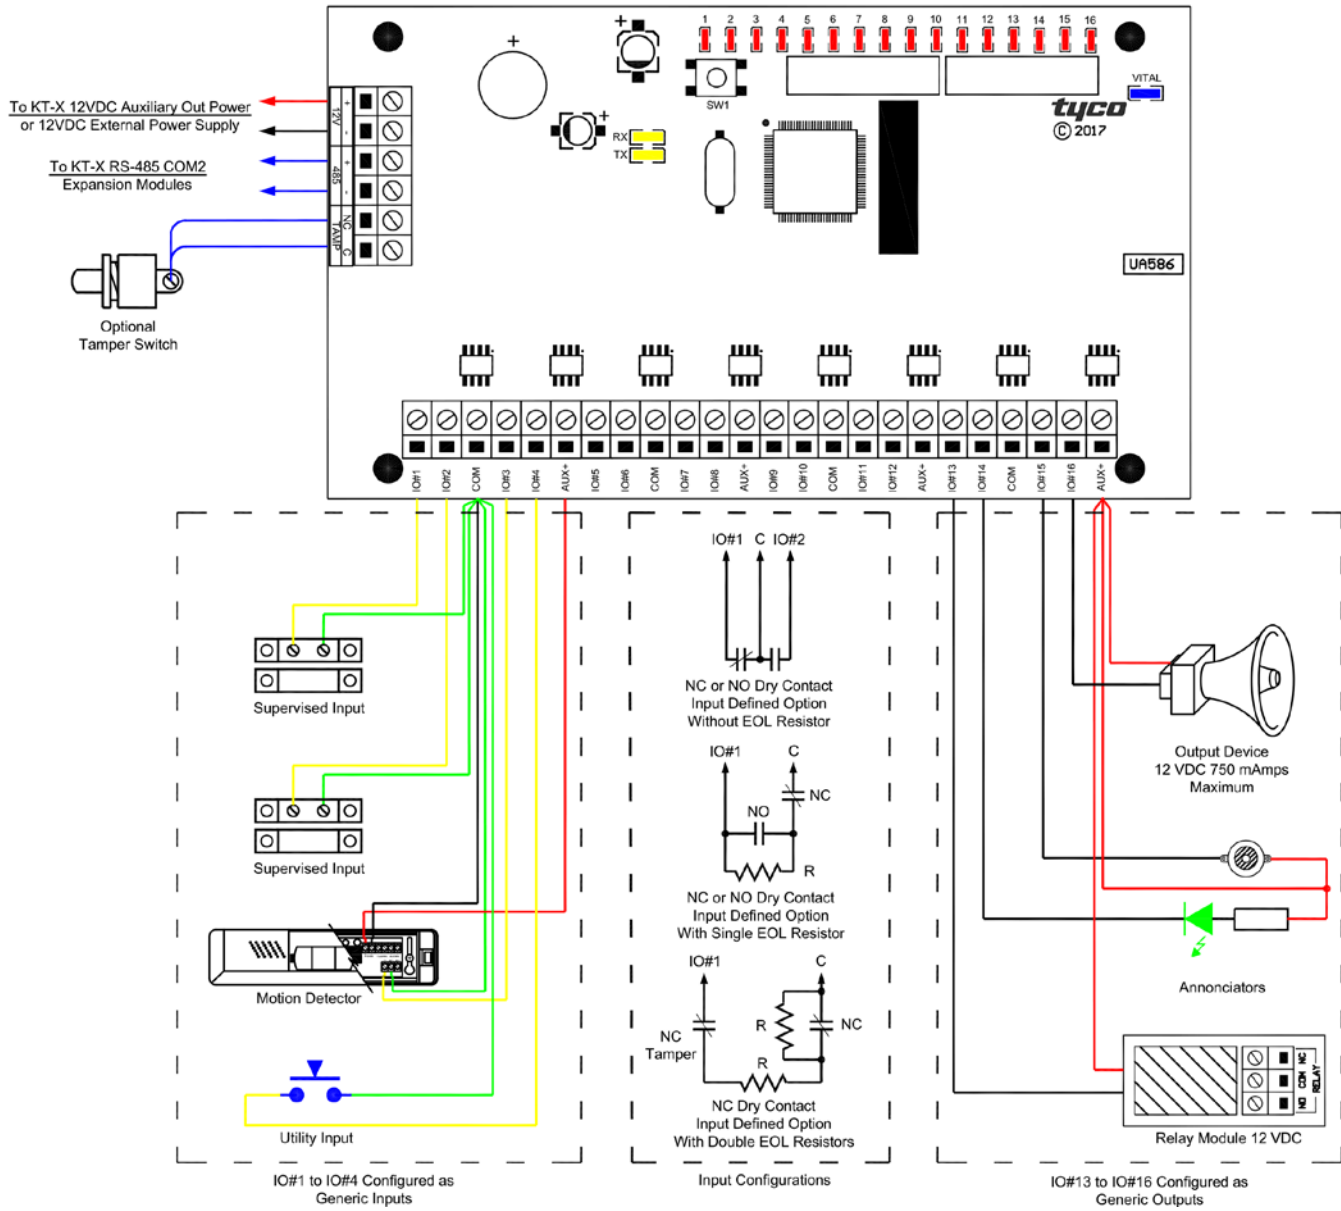 1 2 3 4 5 6 7 8 9 10 11 12 13 14 15 16
+
+
+
SW1
VITAL
tyco
© 2017
RX
TX
UA586
To KT-X 12VDC Auxiliary Out Power
or 12VDC External Power Supply
To KT-X RS-485 COM2
Expansion Modules
12V + -
485 + -
TAMP NC C
Optional
Tamper Switch
IO#1 IO#2 COM IO#3 IO#4 AUX+ IO#5 IO#6 COM IO#7 IO#8 AUX+ IO#9 IO#10 COM IO#11 IO#12 AUX+ IO#13 IO#14 COM IO#15 IO#16 AUX+
Supervised Input
Supervised Input
Motion Detector
Utility Input
IO#1 to IO#4 Configured as
Generic Inputs
IO#1 C IO#2
NC or NO Dry Contact
Input Defined Option
Without EOL Resistor
IO#1 C
NC
NO
R
NC or NO Dry Contact
Input Defined Option
With Single EOL Resistor
IO#1 C
R NC
NC
Tamper
R
NC Dry Contact
Input Defined Option
With Double EOL Resistors
Input Configurations
Output Device
12 VDC 750 mAmps
Maximum
Annonciators
NO COM NC
RELAY
Relay Module 12 VDC
IO#13 to IO#16 Configured as
Generic Outputs